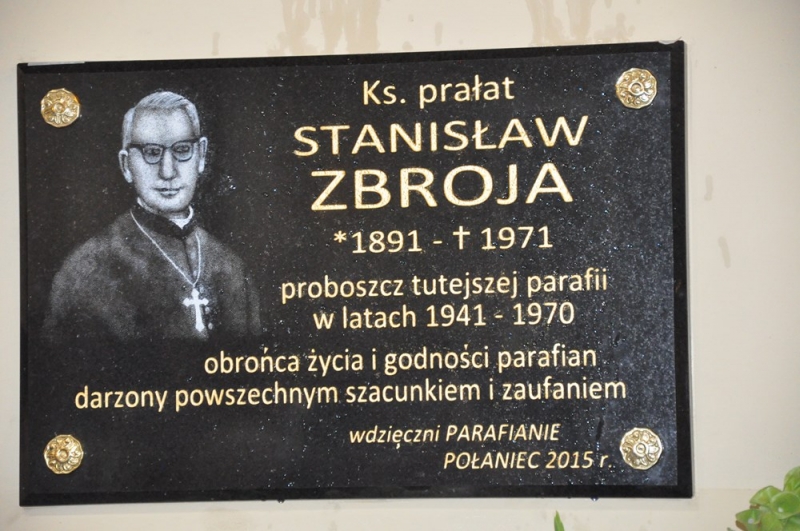 Ks. prałat
STANISŁAW
ZBROJA
*1891 - † 1971
proboszcz tutejszej parafii
w latach 1941 - 1970
obrońca życia i godności parafian
darzony powszechnym szacunkiem i zaufaniem
wdzięczni PARAFIANIE
POŁANIEC 2015 r.